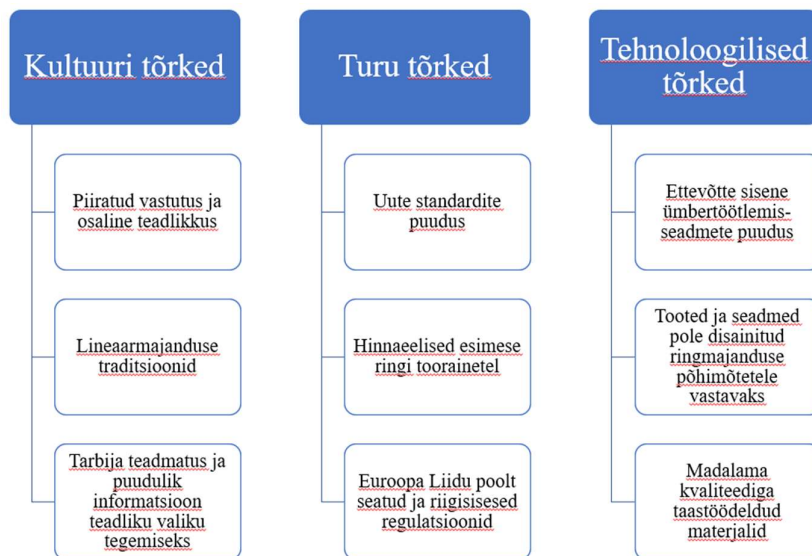 Kultuuri tõrked
Piiratud vastutus ja
osaline teadlikkus
Lineaarmajanduse
traditsioonid
Tarbija teadmatus ja
puudulik
informatsioon
teadliku valiku
tegemiseks
Turu tõrked
Uute standardite
puudus
Hinnaeelised esimese
ringi toorainetel
Euroopa Liidu poolt
seatud ja riigisisesed
regulatsioonid
Tehnoloogilised
tõrked
Ettevõtte sisene
ümbertöötlemis-
seadmete puudus
Tooted ja seadmed
pole disainitud
ringmajanduse
põhimõtetele
vastavaks
Madalama
kvaliteediga
taastöödeldud
materjalid